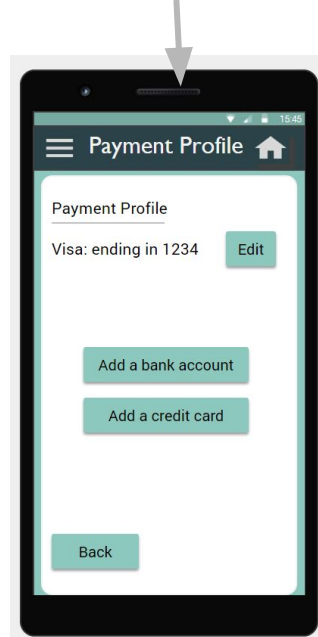 15:45
Payment Profile
Payment Profile
Visa: ending in 1234 Edit
Add a bank account
Add a credit card
Back